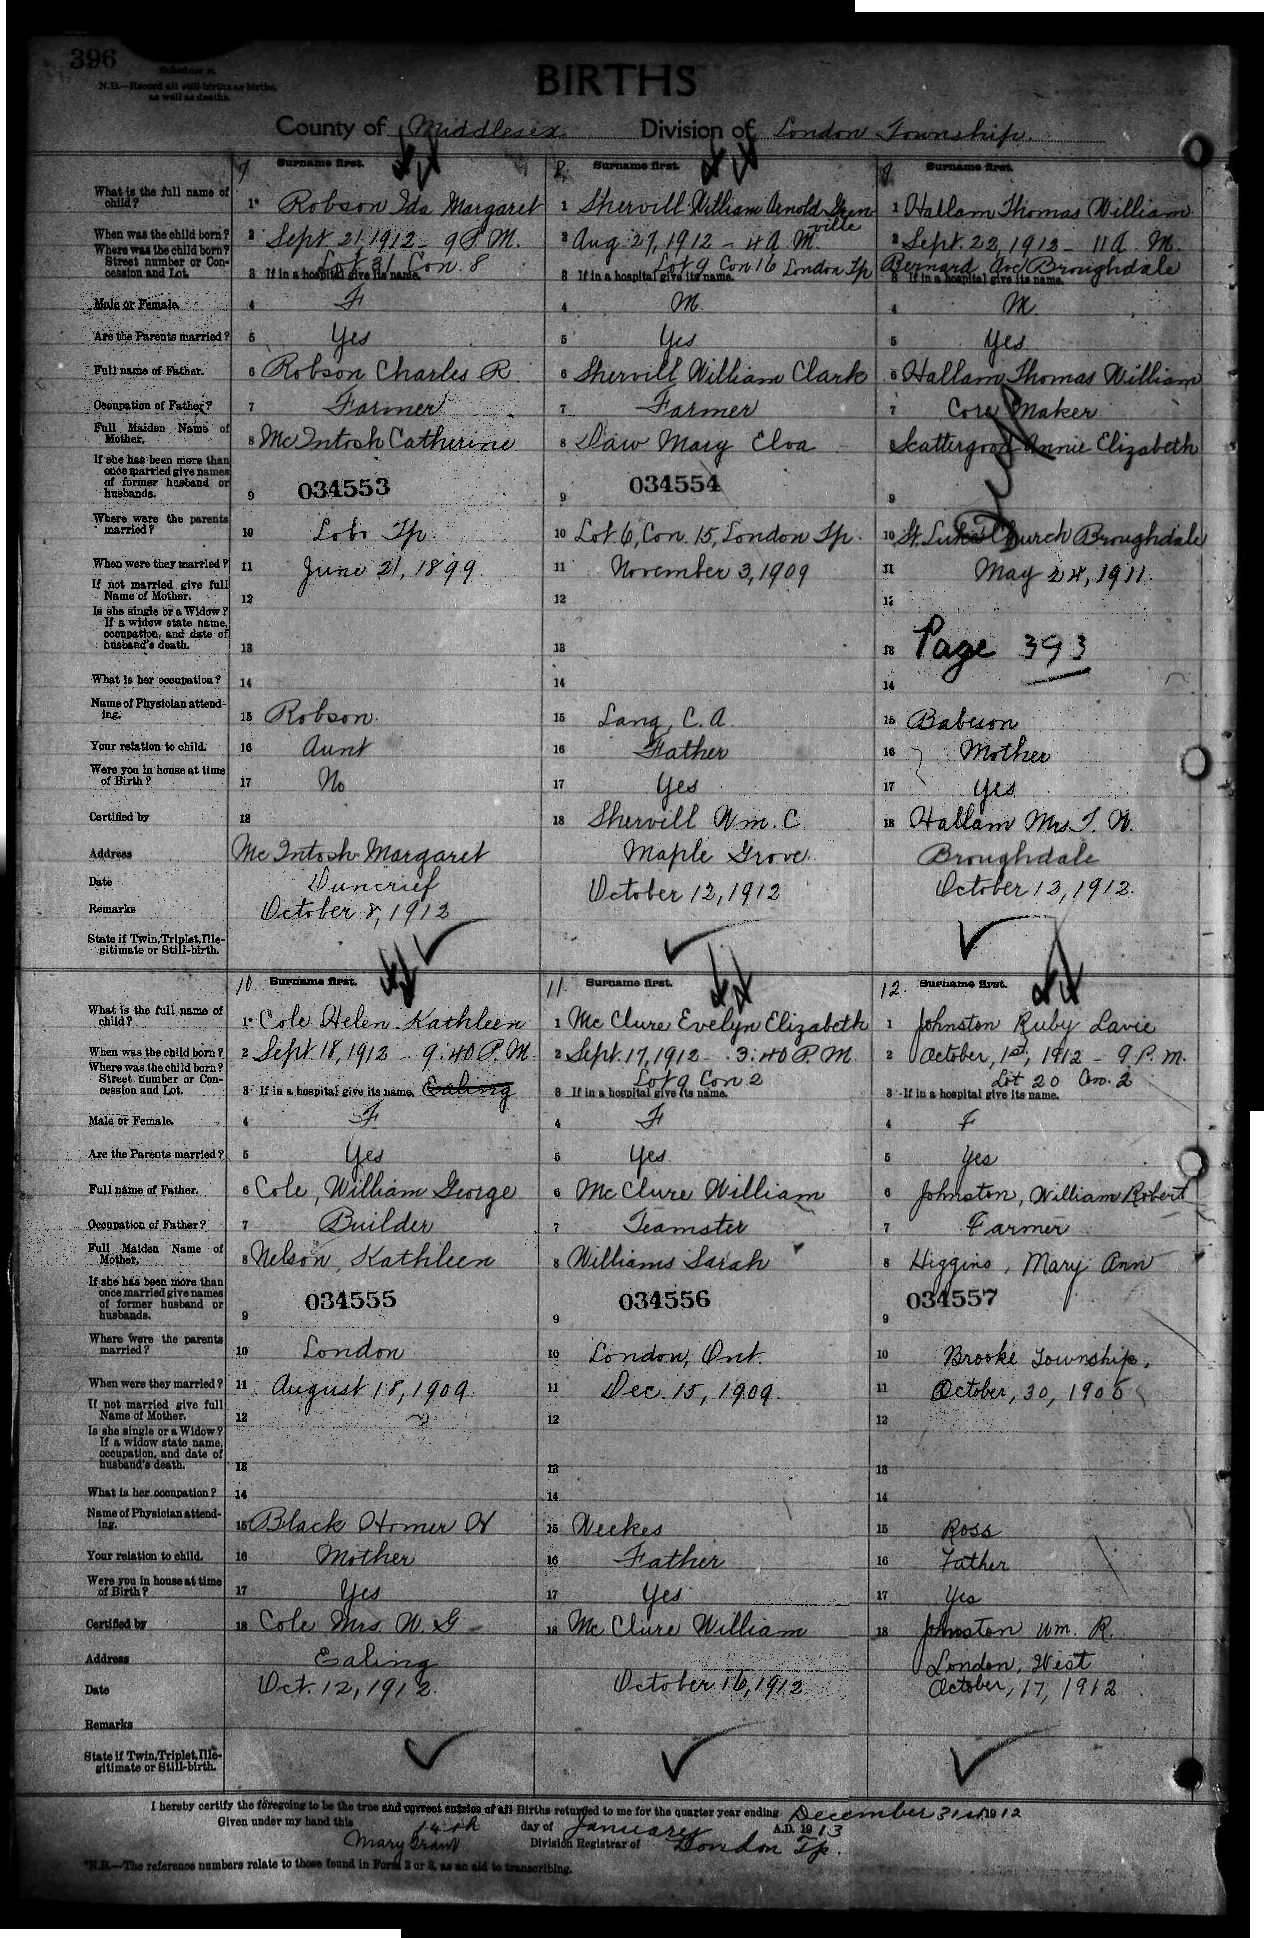 396
Schedule A.
N.B.—Record all still-births as births, as well as deaths.
BIRTHS
County of Middlesex Division of London Township.
7 Surname first. 8 Surname first. 9 Surname first.
What is the full name of child? 1* Robson Ida Margaret 1 Shervill William Arnold Grenville 1 Hallam Thomas William
When was the child born? 2 Sept 21 1912 - 9 P.M. 2 Aug. 27, 1912 - 4 A M. 2 Sept. 22, 1912 - 11 A. M.
Where was the child born? Street number or Concession and Lot. 3 If in a hospital give its name. Lot 31 Con. 8 3 If in a hospital give its name. Lot 9 Con 16 London Tp 3 If in a hospital give its name. Bernard Ave Broughdale
Male or Female. 4 F 4 M. 4 M.
Are the Parents married? 5 Yes 5 Yes 5 Yes
Full name of Father. 6 Robson Charles R 6 Shervill William Clark 6 Hallam Thomas William
Occupation of Father? 7 Farmer 7 Farmer 7 Core Maker
Full Maiden Name of Mother. 8 McIntosh Catherine 8 Daw Mary Elva 8 Scattergood Annie Elizabeth
If she has been more than once married give names of former husband or husbands. 9 034553 9 034554 9
Where were the parents married? 10 Lobo Tp. 10 Lot 6, Con. 15, London Tp. 10 St. Luke's Church Broughdale
When were they married? 11 June 21, 1899 11 November 3, 1909 11 May 24, 1911.
If not married give full Name of Mother. 12 12 12
Is she single or a Widow? If a widow state name, occupation, and date of husband's death. 13 13 13 Page 393
What is her occupation? 14 14 14
Name of Physician attending. 15 Robson. 15 Lang, C. A. 15 Babcson
Your relation to child. 16 Aunt 16 Father 16 Mother
Were you in house at time of Birth? 17 No 17 Yes 17 Yes
Certified by 18 18 Shervill Wm. C. 18 Hallam Mrs. T. W.
Address McIntosh Margaret Maple Grove. Broughdale
Date Duncrief October 12, 1912 October 12, 1912.
Remarks October 8, 1912
State if Twin, Triplet, Illegitimate or Still-birth.
10. Surname first. 11. Surname first. 12. Surname first.
What is the full name of child? 1* Cole Helen Kathleen 1 McClure Evelyn Elizabeth 1 Johnston Ruby Lavie
When was the child born? 2 Sept. 18, 1912 - 9:40 P.M. 2 Sept. 17, 1912 - 3:40 P.M. 2 October, 1st, 1912 - 9 P. m.
Where was the child born? Street number or Concession and Lot. 3 If in a hospital give its name. Ealing 3 If in a hospital give its name. Lot 9 Con 2 3 If in a hospital give its name. Lot 20 Con. 2
Male or Female. 4 F 4 F 4 F
Are the Parents married? 5 Yes 5 Yes. 5 Yes
Full name of Father. 6 Cole, William George 6 McClure William 6 Johnston, William Robert
Occupation of Father? 7 Builder 7 Teamster 7 Farmer
Full Maiden Name of Mother. 8 Nelson, Kathleen 8 Williams Sarah 8 Higgins, Mary Ann
If she has been more than once married give names of former husband or husbands. 9 034555 9 034556 9 034557
Where were the parents married? 10 London 10 London, Ont. 10 Brooke Township.
When were they married? 11 August 18, 1909. 11 Dec. 15, 1909. 11 October, 30, 1905
If not married give full Name of Mother. 12 12 12
Is she single or a Widow? If a widow state name, occupation, and date of husband's death. 13 13 13
What is her occupation? 14 14 14
Name of Physician attending. 15 Black Homer H 15 Weekes 15 Ross
Your relation to child. 16 Mother 16 Father 16 Father
Were you in house at time of Birth? 17 Yes 17 Yes 17 Yes
Certified by 18 Cole Mrs. W. G 18 McClure William 18 Johnston Wm. R.
Address Ealing London, West
Date Oct. 12, 1912. October 16, 1912 October, 17, 1912
Remarks
State if Twin, Triplet, Illegitimate or Still-birth.
I hereby certify the foregoing to be the true and correct entries of all Births returned to me for the quarter year ending December 31st 1912
Given under my hand this 14th day of January A.D. 1913
Mary Grant Division Registrar of London Tp.
*N.B.—The reference numbers relate to those found in Form 2 or 3, as an aid to transcribing.